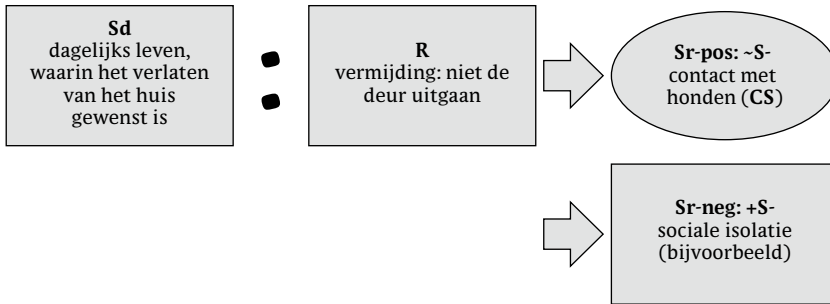 Sd
dagelijks leven,
waarin het verlaten
van het huis
gewenst is
R
vermijding: niet de
deur uitgaan
Sr-pos: ~S-
contact met
honden (CS)
Sr-neg: +S-
sociale isolatie
(bijvoorbeeld)